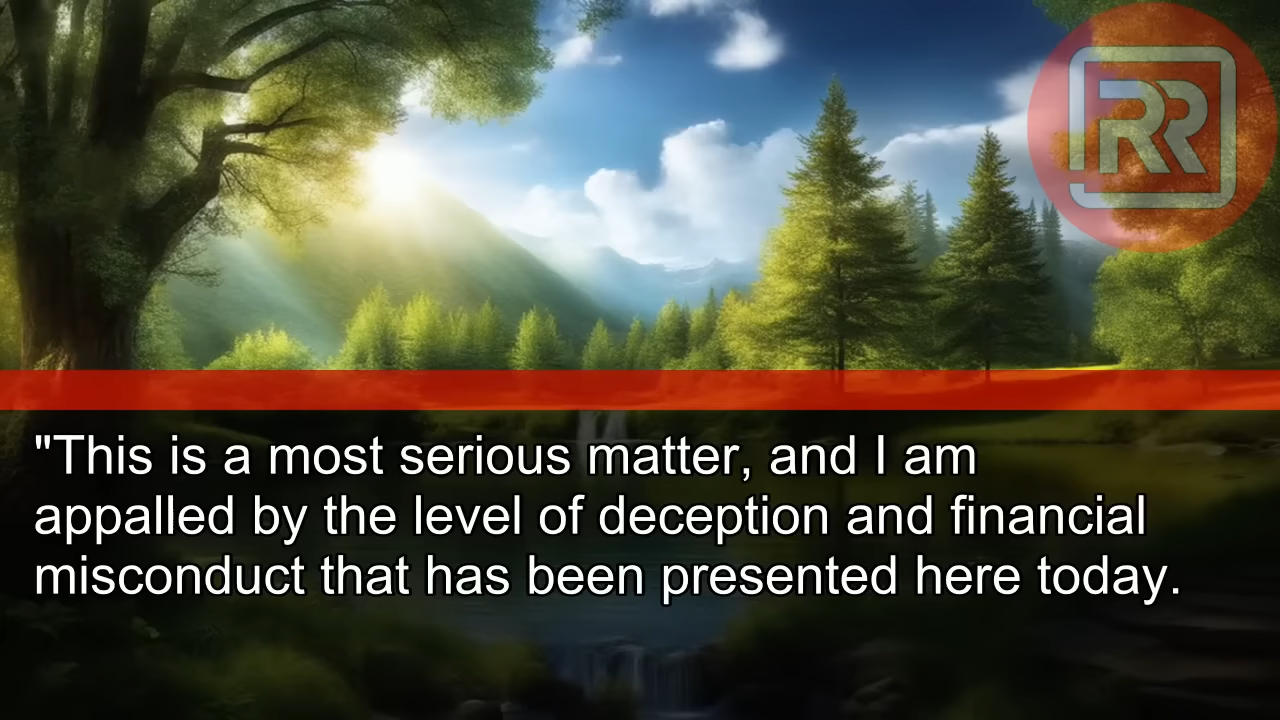 RR
"This is a most serious matter, and I am
appalled by the level of deception and financial
misconduct that has been presented here today.